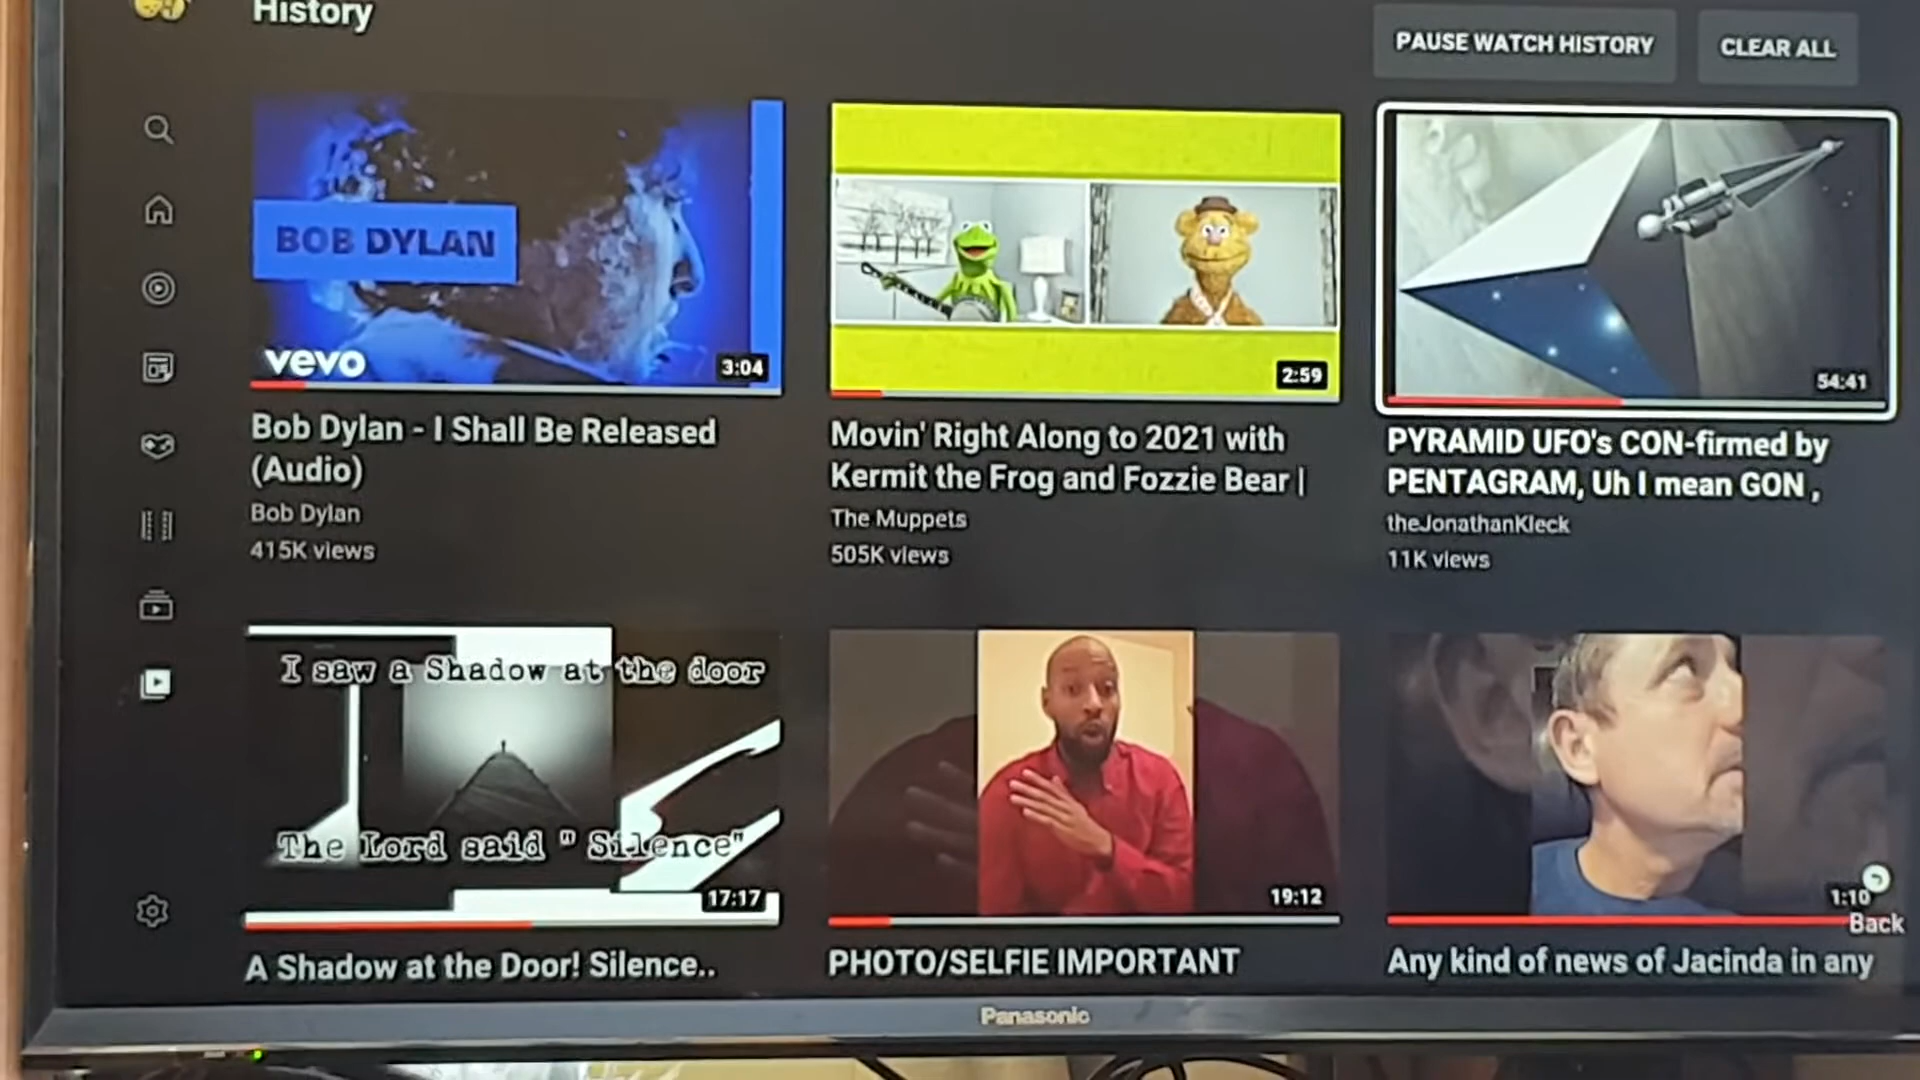 History
PAUSE WATCH HISTORY
CLEAR ALL
BOB DYLAN
vevo
3:04
2:59
54:41
Bob Dylan - I Shall Be Released
(Audio)
Bob Dylan
415K views
Movin' Right Along to 2021 with
Kermit the Frog and Fozzie Bear |
The Muppets
505K views
PYRAMID UFO's CON-firmed by
PENTAGRAM, Uh I mean GON ,
theJonathanKleck
11K views
I saw a Shadow at the door
The Lord said " Silence"
17:17
19:12
1:10
Back
A Shadow at the Door! Silence..
PHOTO/SELFIE IMPORTANT
Any kind of news of Jacinda in any
Panasonic